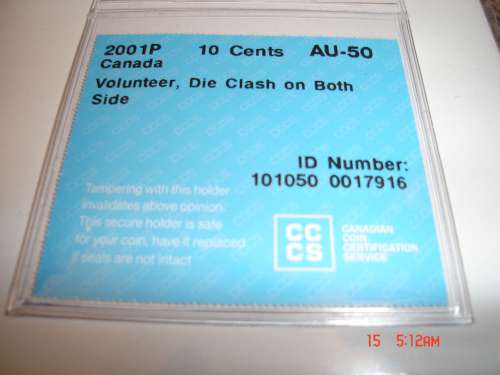 2001P 10 Cents AU-50
Canada
Volunteer, Die Clash on Both
Side
ID Number:
101050 0017916
Tampering with this holder
invalidates above opinion.
This secure holder is safe
for your coin, have it replaced
if seals are not intact
CC
CS
CANADIAN
COIN
CERTIFICATION
SERVICE
15 5:12AM